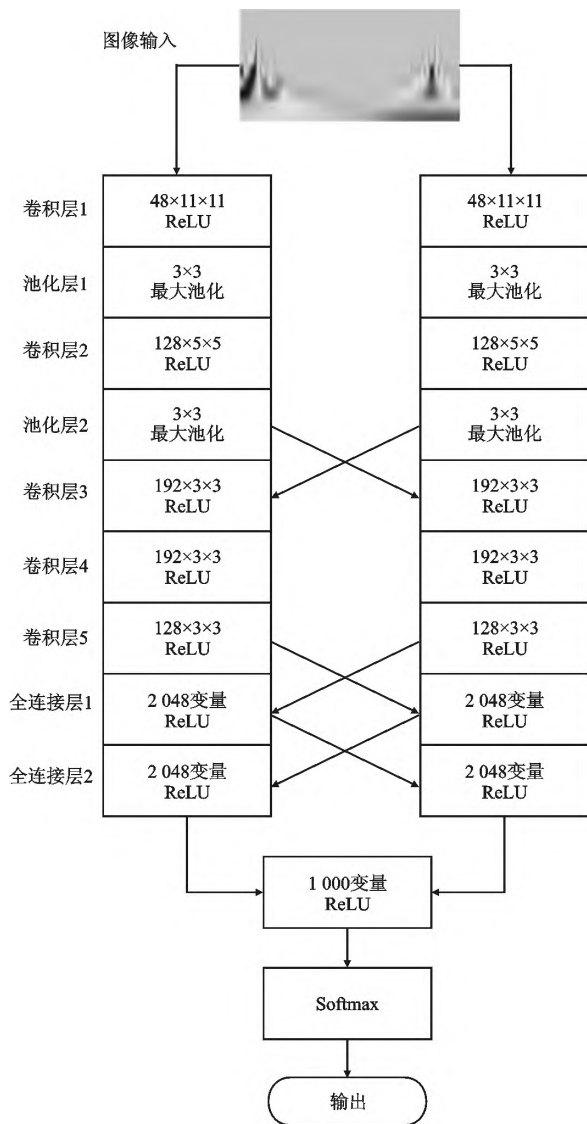 图像输入
卷积层1
48×11×11
ReLU
48×11×11
ReLU
池化层1
3×3
最大池化
3×3
最大池化
卷积层2
128×5×5
ReLU
128×5×5
ReLU
池化层2
3×3
最大池化
3×3
最大池化
卷积层3
192×3×3
ReLU
192×3×3
ReLU
卷积层4
192×3×3
ReLU
192×3×3
ReLU
卷积层5
128×3×3
ReLU
128×3×3
ReLU
全连接层1
2 048变量
ReLU
2 048变量
ReLU
全连接层2
2 048变量
ReLU
2 048变量
ReLU
1 000变量
ReLU
Softmax
输出